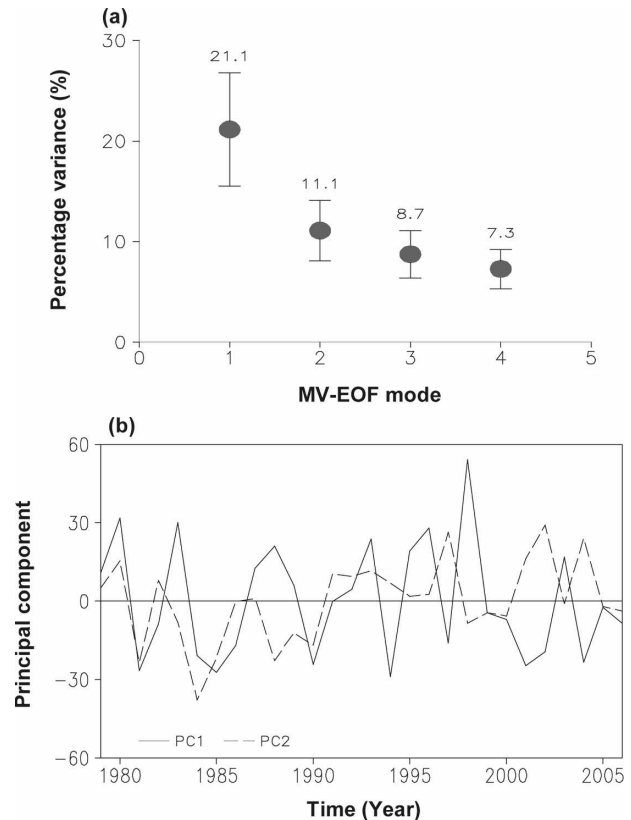 (a)
30
20
10
0
Percentage variance (%)
21.1
11.1
8.7
7.3
0 1 2 3 4 5
MV-EOF mode
(b)
60
30
0
-30
-60
Principal component
PC1 PC2
1980 1985 1990 1995 2000 2005
Time (Year)